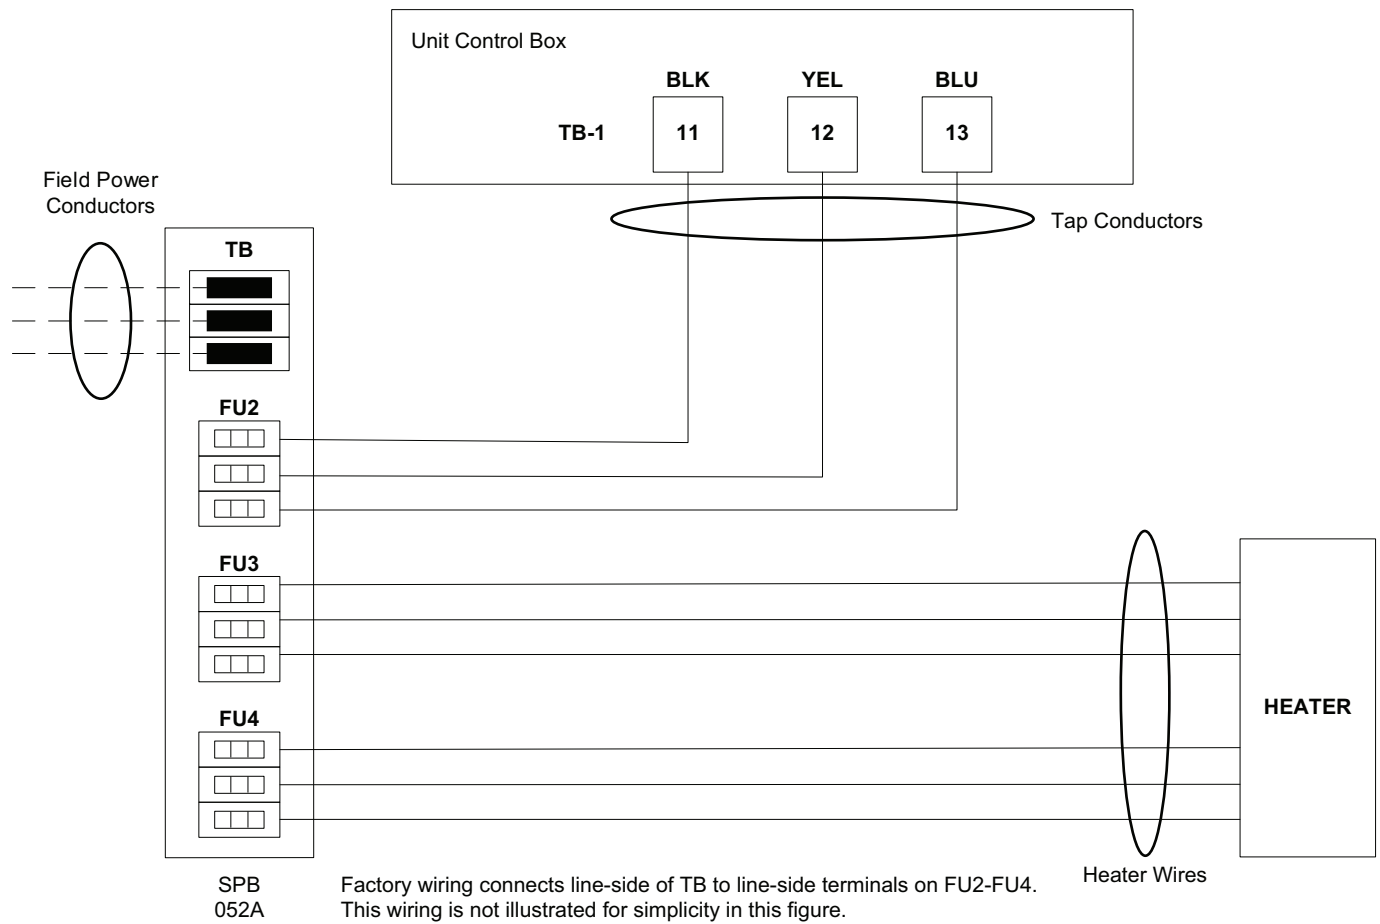 Unit Control Box
BLK YEL BLU
TB-1 11 12 13
Field Power
Conductors
Tap Conductors
TB
FU2
FU3
FU4
HEATER
Heater Wires
SPB
052A
Factory wiring connects line-side of TB to line-side terminals on FU2-FU4.
This wiring is not illustrated for simplicity in this figure.